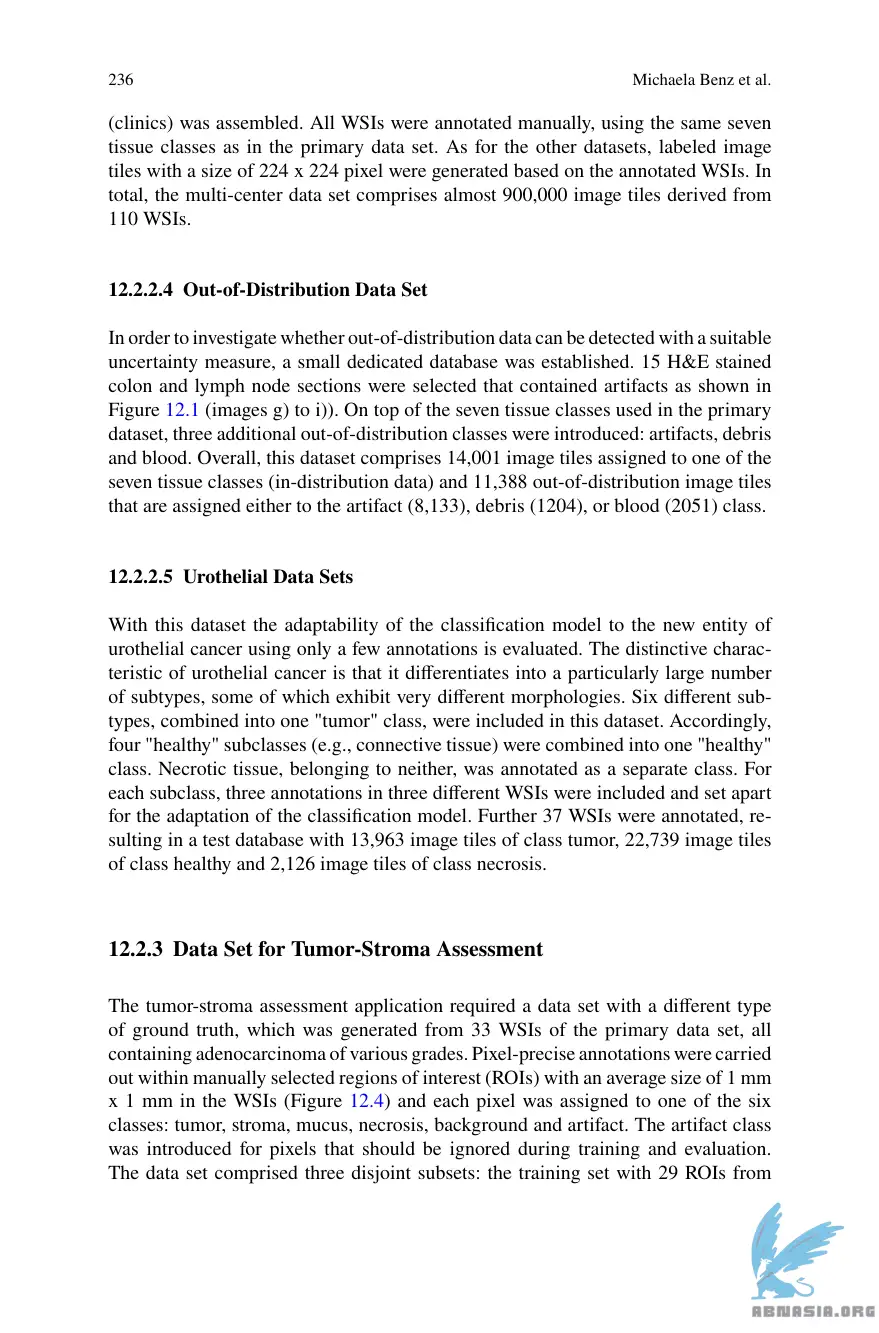 236
Michaela Benz et al.
(clinics) was assembled. All WSIs were annotated manually, using the same seven
tissue classes as in the primary data set. As for the other datasets, labeled image
tiles with a size of 224 x 224 pixel were generated based on the annotated WSIs. In
total, the multi-center data set comprises almost 900,000 image tiles derived from
110 WSIs.
12.2.2.4 Out-of-Distribution Data Set
In order to investigate whether out-of-distribution data can be detected with a suitable
uncertainty measure, a small dedicated database was established. 15 H&E stained
colon and lymph node sections were selected that contained artifacts as shown in
Figure 12.1 (images g) to i)). On top of the seven tissue classes used in the primary
dataset, three additional out-of-distribution classes were introduced: artifacts, debris
and blood. Overall, this dataset comprises 14,001 image tiles assigned to one of the
seven tissue classes (in-distribution data) and 11,388 out-of-distribution image tiles
that are assigned either to the artifact (8,133), debris (1204), or blood (2051) class.
12.2.2.5 Urothelial Data Sets
With this dataset the adaptability of the classification model to the new entity of
urothelial cancer using only a few annotations is evaluated. The distinctive charac-
teristic of urothelial cancer is that it differentiates into a particularly large number
of subtypes, some of which exhibit very different morphologies. Six different sub-
types, combined into one "tumor" class, were included in this dataset. Accordingly,
four "healthy" subclasses (e.g., connective tissue) were combined into one "healthy"
class. Necrotic tissue, belonging to neither, was annotated as a separate class. For
each subclass, three annotations in three different WSIs were included and set apart
for the adaptation of the classification model. Further 37 WSIs were annotated, re-
sulting in a test database with 13,963 image tiles of class tumor, 22,739 image tiles
of class healthy and 2,126 image tiles of class necrosis.
12.2.3 Data Set for Tumor-Stroma Assessment
The tumor-stroma assessment application required a data set with a different type
of ground truth, which was generated from 33 WSIs of the primary data set, all
containing adenocarcinoma of various grades. Pixel-precise annotations were carried
out within manually selected regions of interest (ROIs) with an average size of 1 mm
x 1 mm in the WSIs (Figure 12.4) and each pixel was assigned to one of the six
classes: tumor, stroma, mucus, necrosis, background and artifact. The artifact class
was introduced for pixels that should be ignored during training and evaluation.
The data set comprised three disjoint subsets: the training set with 29 ROIs from
ABNASIA.ORG